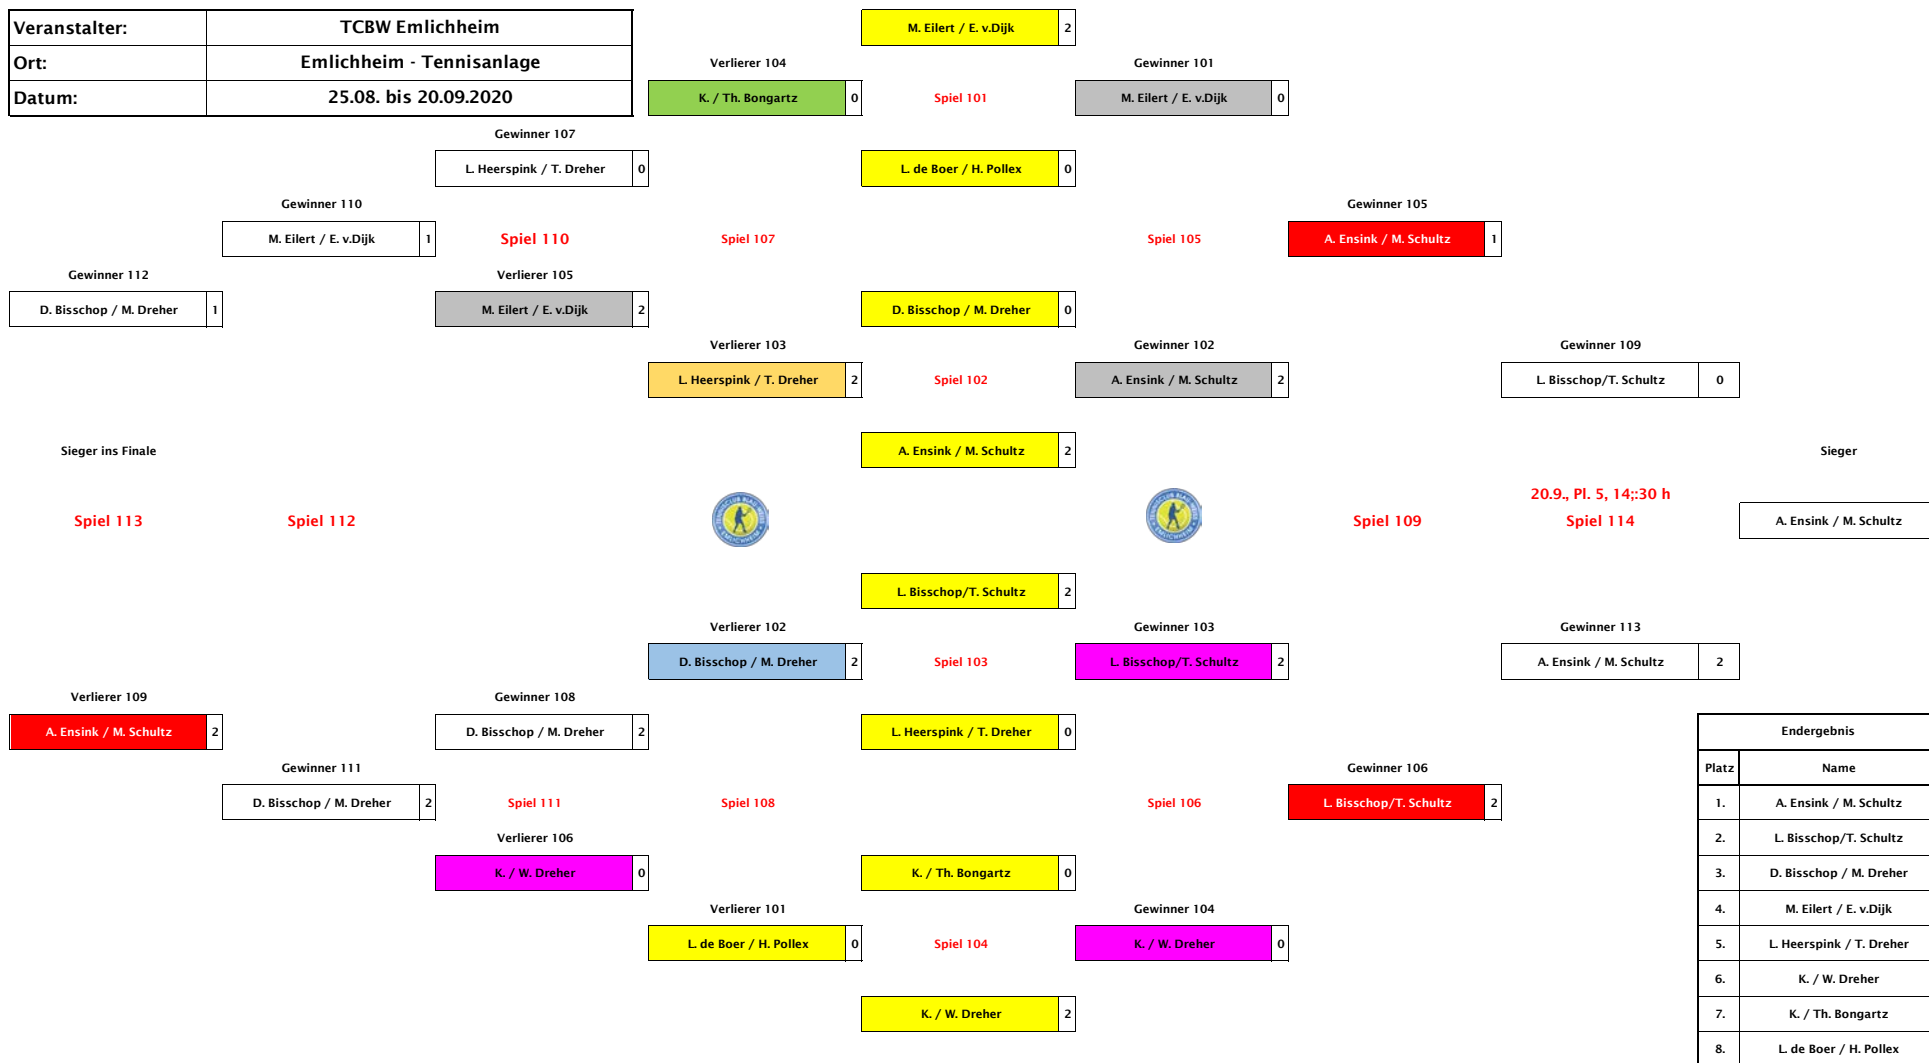 Veranstalter: TCBW Emlichheim
Ort: Emlichheim - Tennisanlage
Datum: 25.08. bis 20.09.2020
M. Eilert / E. v.Dijk 2
Verlierer 104 Gewinner 101
K. / Th. Bongartz 0 Spiel 101 M. Eilert / E. v.Dijk 0
Gewinner 107
L. Heerspink / T. Dreher 0 L. de Boer / H. Pollex 0
Gewinner 110 Gewinner 105
M. Eilert / E. v.Dijk 1 Spiel 110 Spiel 107 Spiel 105 A. Ensink / M. Schultz 1
Gewinner 112 Verlierer 105
D. Bisschop / M. Dreher 1 M. Eilert / E. v.Dijk 2 D. Bisschop / M. Dreher 0
Verlierer 103 Gewinner 102 Gewinner 109
L. Heerspink / T. Dreher 2 Spiel 102 A. Ensink / M. Schultz 2 L. Bisschop/T. Schultz 0
Sieger ins Finale A. Ensink / M. Schultz 2 Sieger
20.9., Pl. 5, 14;:30 h
Spiel 113 Spiel 112 Spiel 109 Spiel 114 A. Ensink / M. Schultz
L. Bisschop/T. Schultz 2
Verlierer 102 Gewinner 103 Gewinner 113
D. Bisschop / M. Dreher 2 Spiel 103 L. Bisschop/T. Schultz 2 A. Ensink / M. Schultz 2
Verlierer 109 Gewinner 108
A. Ensink / M. Schultz 2 D. Bisschop / M. Dreher 2 L. Heerspink / T. Dreher 0 Endergebnis
Gewinner 111 Gewinner 106 Platz Name
D. Bisschop / M. Dreher 2 Spiel 111 Spiel 108 Spiel 106 L. Bisschop/T. Schultz 2 1. A. Ensink / M. Schultz
Verlierer 106 2. L. Bisschop/T. Schultz
K. / W. Dreher 0 K. / Th. Bongartz 0 3. D. Bisschop / M. Dreher
Verlierer 101 Gewinner 104 4. M. Eilert / E. v.Dijk
L. de Boer / H. Pollex 0 Spiel 104 K. / W. Dreher 0 5. L. Heerspink / T. Dreher
6. K. / W. Dreher
K. / W. Dreher 2 7. K. / Th. Bongartz
8. L. de Boer / H. Pollex